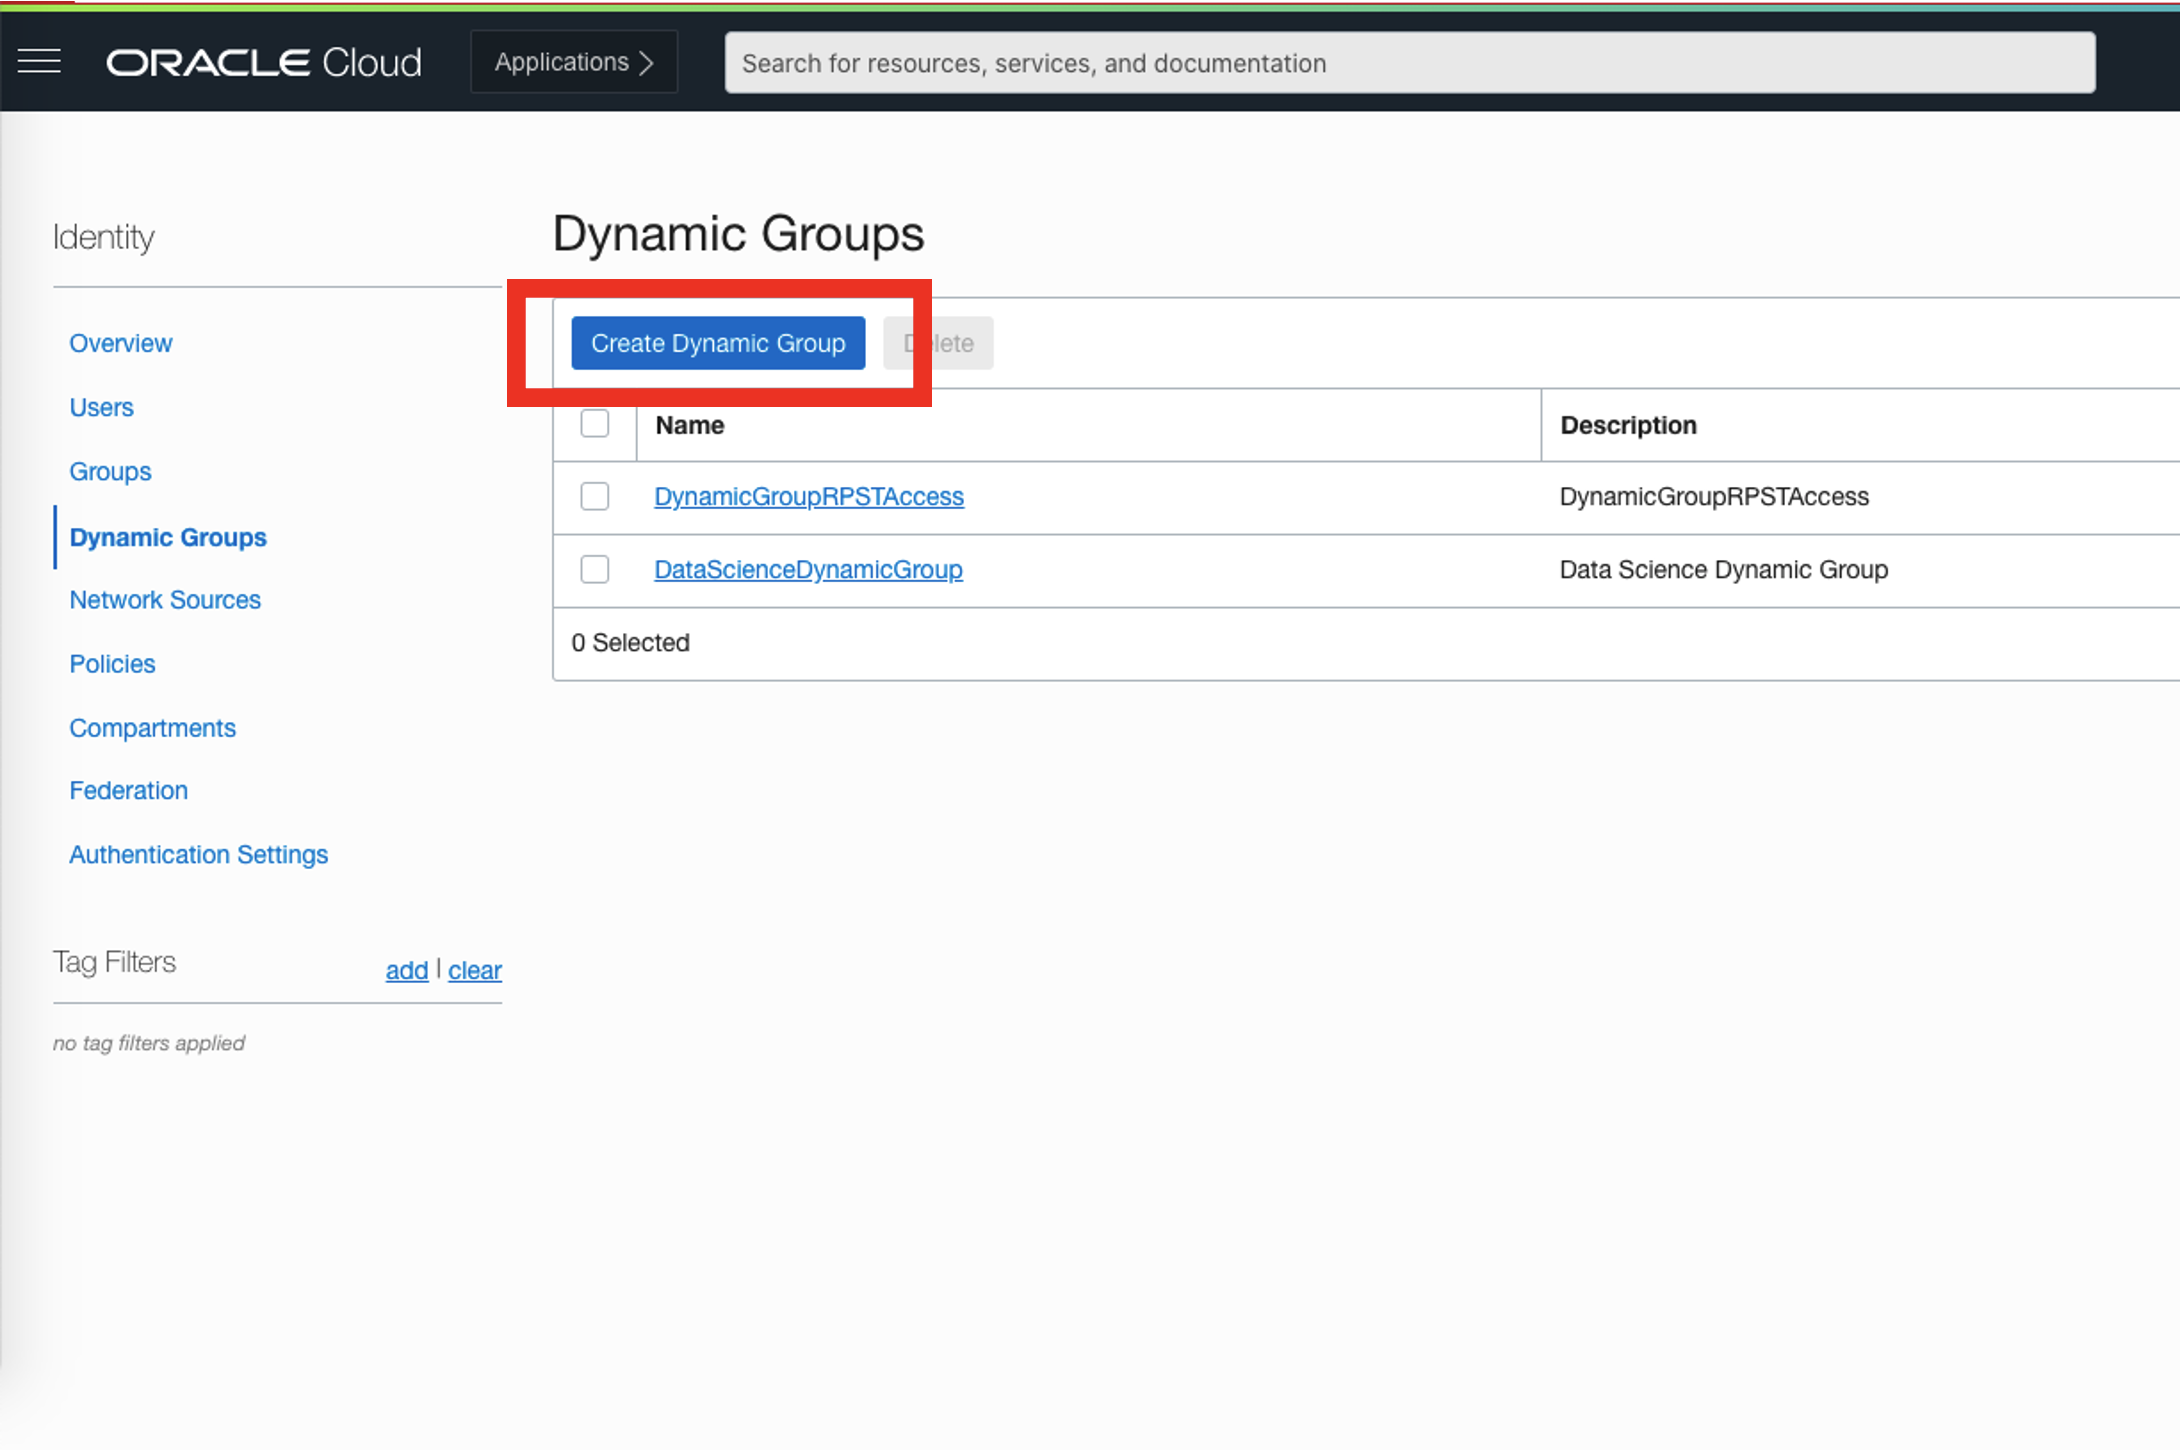 ORACLE Cloud
Applications
Search for resources, services, and documentation
Identity
Overview
Users
Groups
Dynamic Groups
Network Sources
Policies
Compartments
Federation
Authentication Settings
Tag Filters
add | clear
no tag filters applied
Dynamic Groups
Create Dynamic Group
Delete
Name Description
DynamicGroupRPSTAccess DynamicGroupRPSTAccess
DataScienceDynamicGroup Data Science Dynamic Group
0 Selected